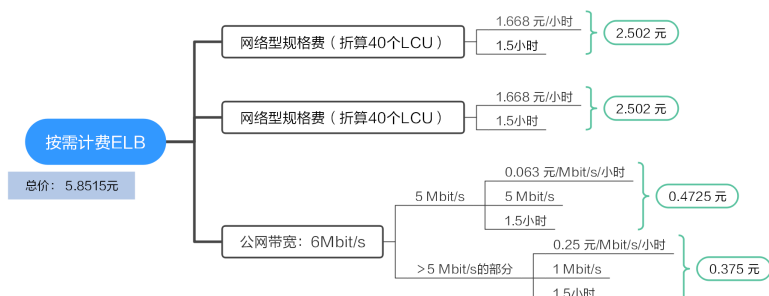 按需计费ELB
总价： 5.8515元
网络型规格费（折算40个LCU）
1.668 元/小时
1.5小时
2.502 元
网络型规格费（折算40个LCU）
1.668 元/小时
1.5小时
2.502 元
公网带宽：6Mbit/s
5 Mbit/s
0.063 元/Mbit/s/小时
5 Mbit/s
1.5小时
0.4725 元
＞5 Mbit/s的部分
0.25 元/Mbit/s/小时
1 Mbit/s
1.5小时
0.375 元